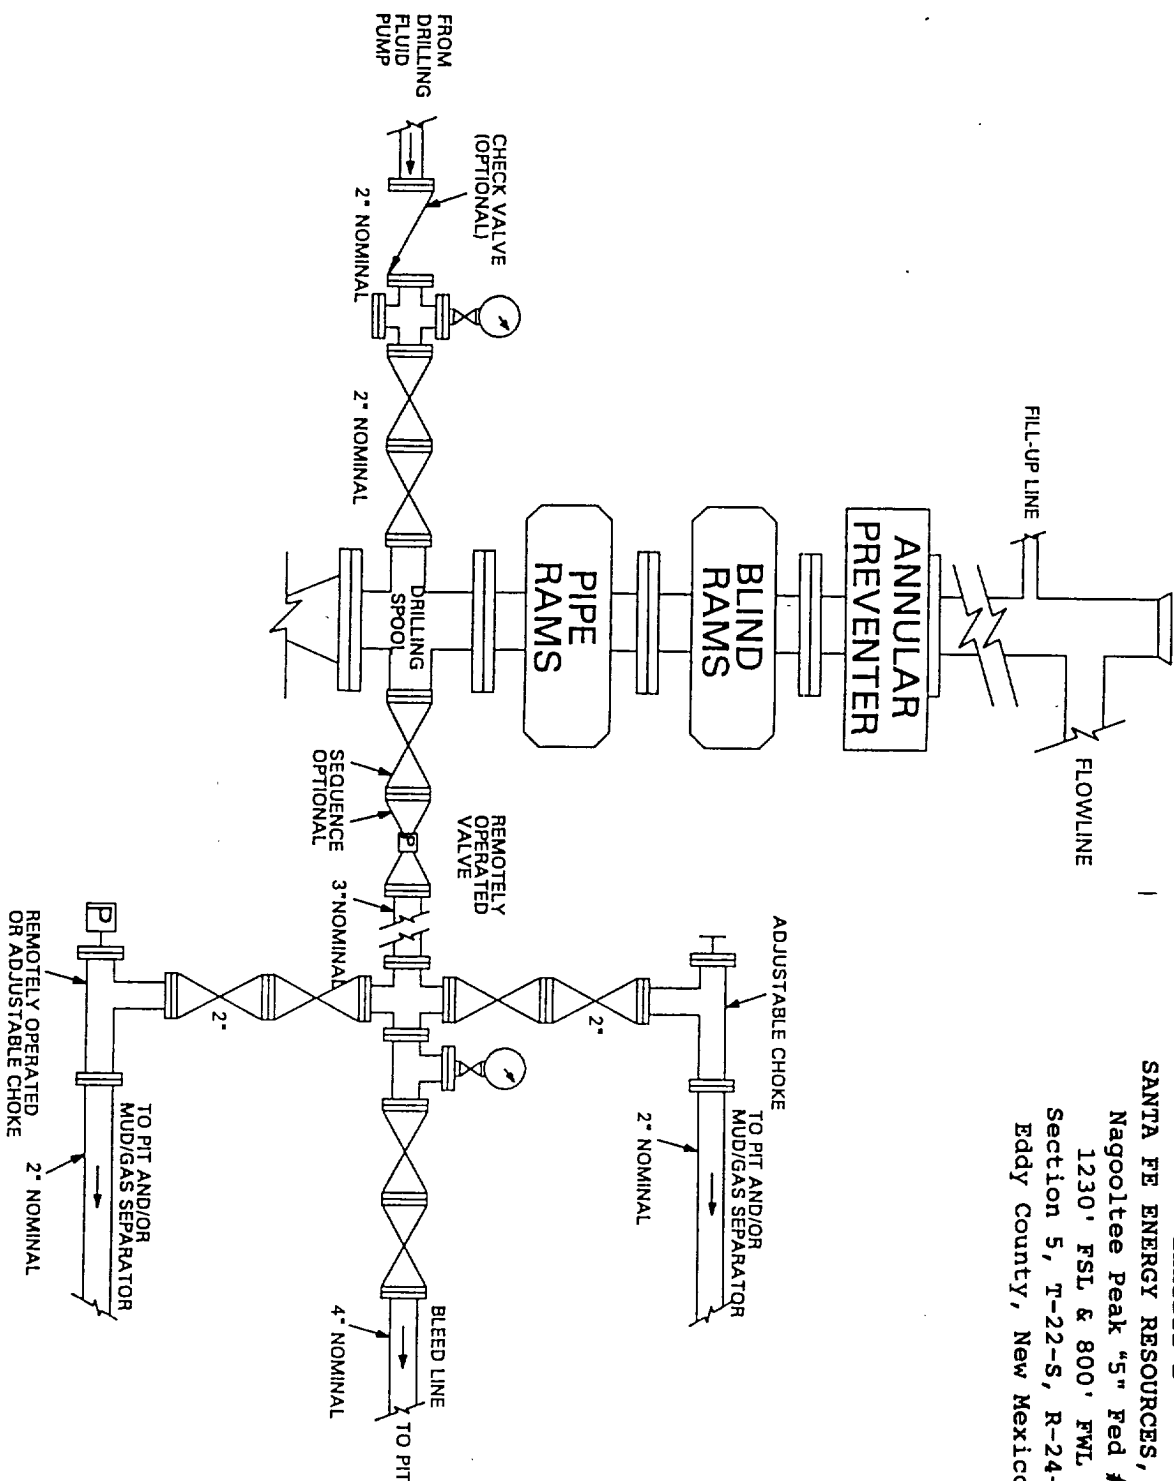 SANTA FE ENERGY RESOURCES,
Nagooltee Peak "5" Fed
1230' FSL & 800' FWL
Section 5, T-22-S, R-24-
Eddy County, New Mexico
FILL-UP LINE
FLOWLINE
ANNULAR
PREVENTER
BLIND
RAMS
PIPE
RAMS
DRILLING
SPOOL
FROM
DRILLING
FLUID
PUMP
CHECK VALVE
(OPTIONAL)
2" NOMINAL
2" NOMINAL
SEQUENCE
OPTIONAL
P
REMOTELY
OPERATED
VALVE
3" NOMINAL
ADJUSTABLE CHOKE
2"
TO PIT AND/OR
MUD/GAS SEPARATOR
2" NOMINAL
BLEED LINE
4" NOMINAL
TO PIT
2"
P
REMOTELY OPERATED
OR ADJUSTABLE CHOKE
TO PIT AND/OR
MUD/GAS SEPARATOR
2" NOMINAL